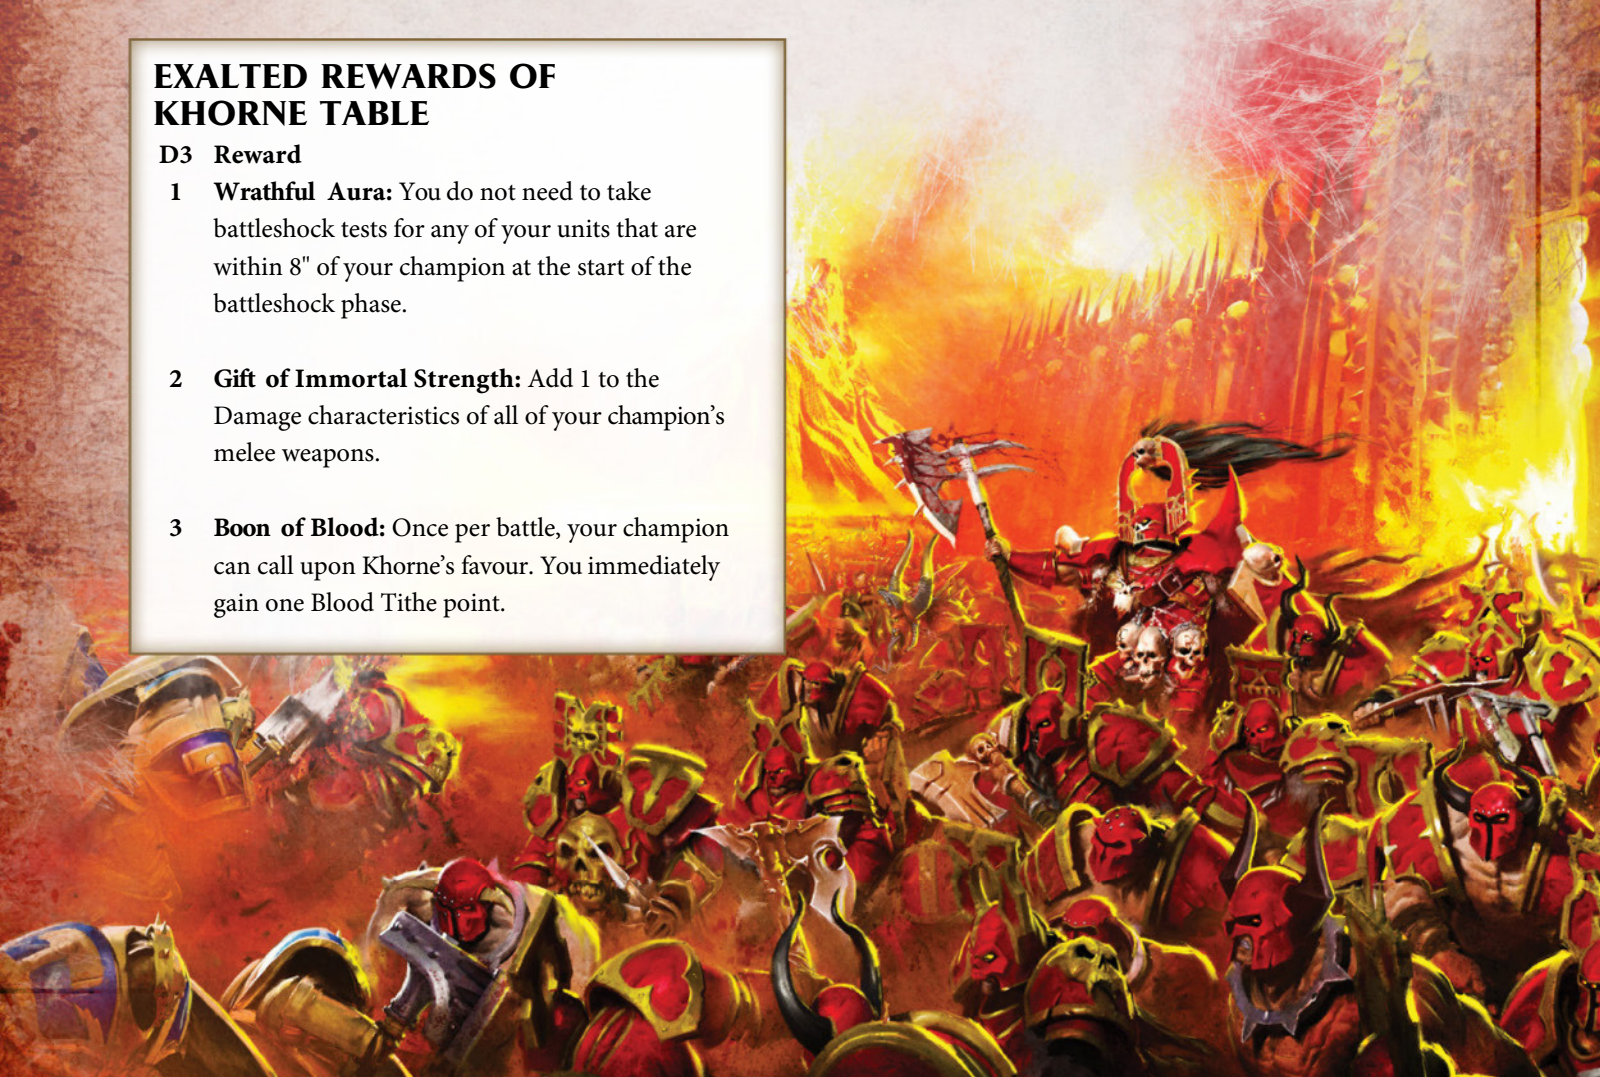 EXALTED REWARDS OF
KHORNE TABLE
D3 Reward
1 Wrathful Aura: You do not need to take
battleshock tests for any of your units that are
within 8" of your champion at the start of the
battleshock phase.
2 Gift of Immortal Strength: Add 1 to the
Damage characteristics of all of your champion’s
melee weapons.
3 Boon of Blood: Once per battle, your champion
can call upon Khorne’s favour. You immediately
gain one Blood Tithe point.